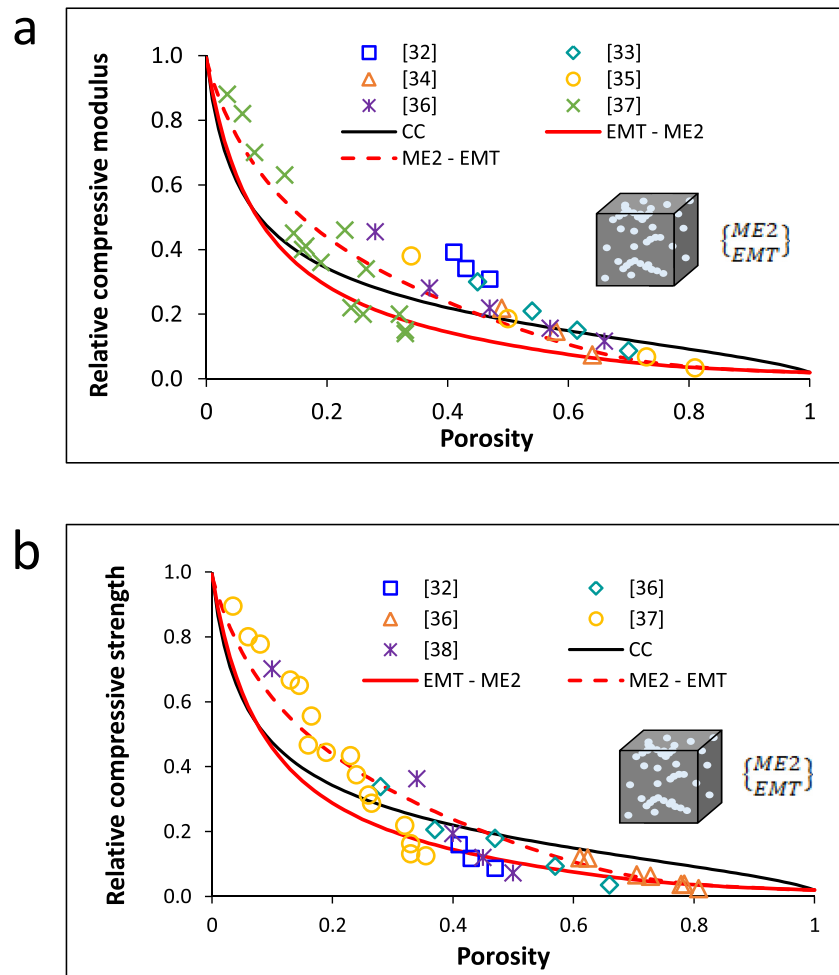 a
Relative compressive modulus
1.0
0.8
0.6
0.4
0.2
0.0
[32]
[33]
[34]
[35]
[36]
[37]
CC
EMT - ME2
ME2 - EMT
{ME2
EMT}
0
0.2
0.4
0.6
0.8
1
Porosity
b
Relative compressive strength
1.0
0.8
0.6
0.4
0.2
0.0
[32]
[36]
[36]
[37]
[38]
CC
EMT - ME2
ME2 - EMT
{ME2
EMT}
0
0.2
0.4
0.6
0.8
1
Porosity